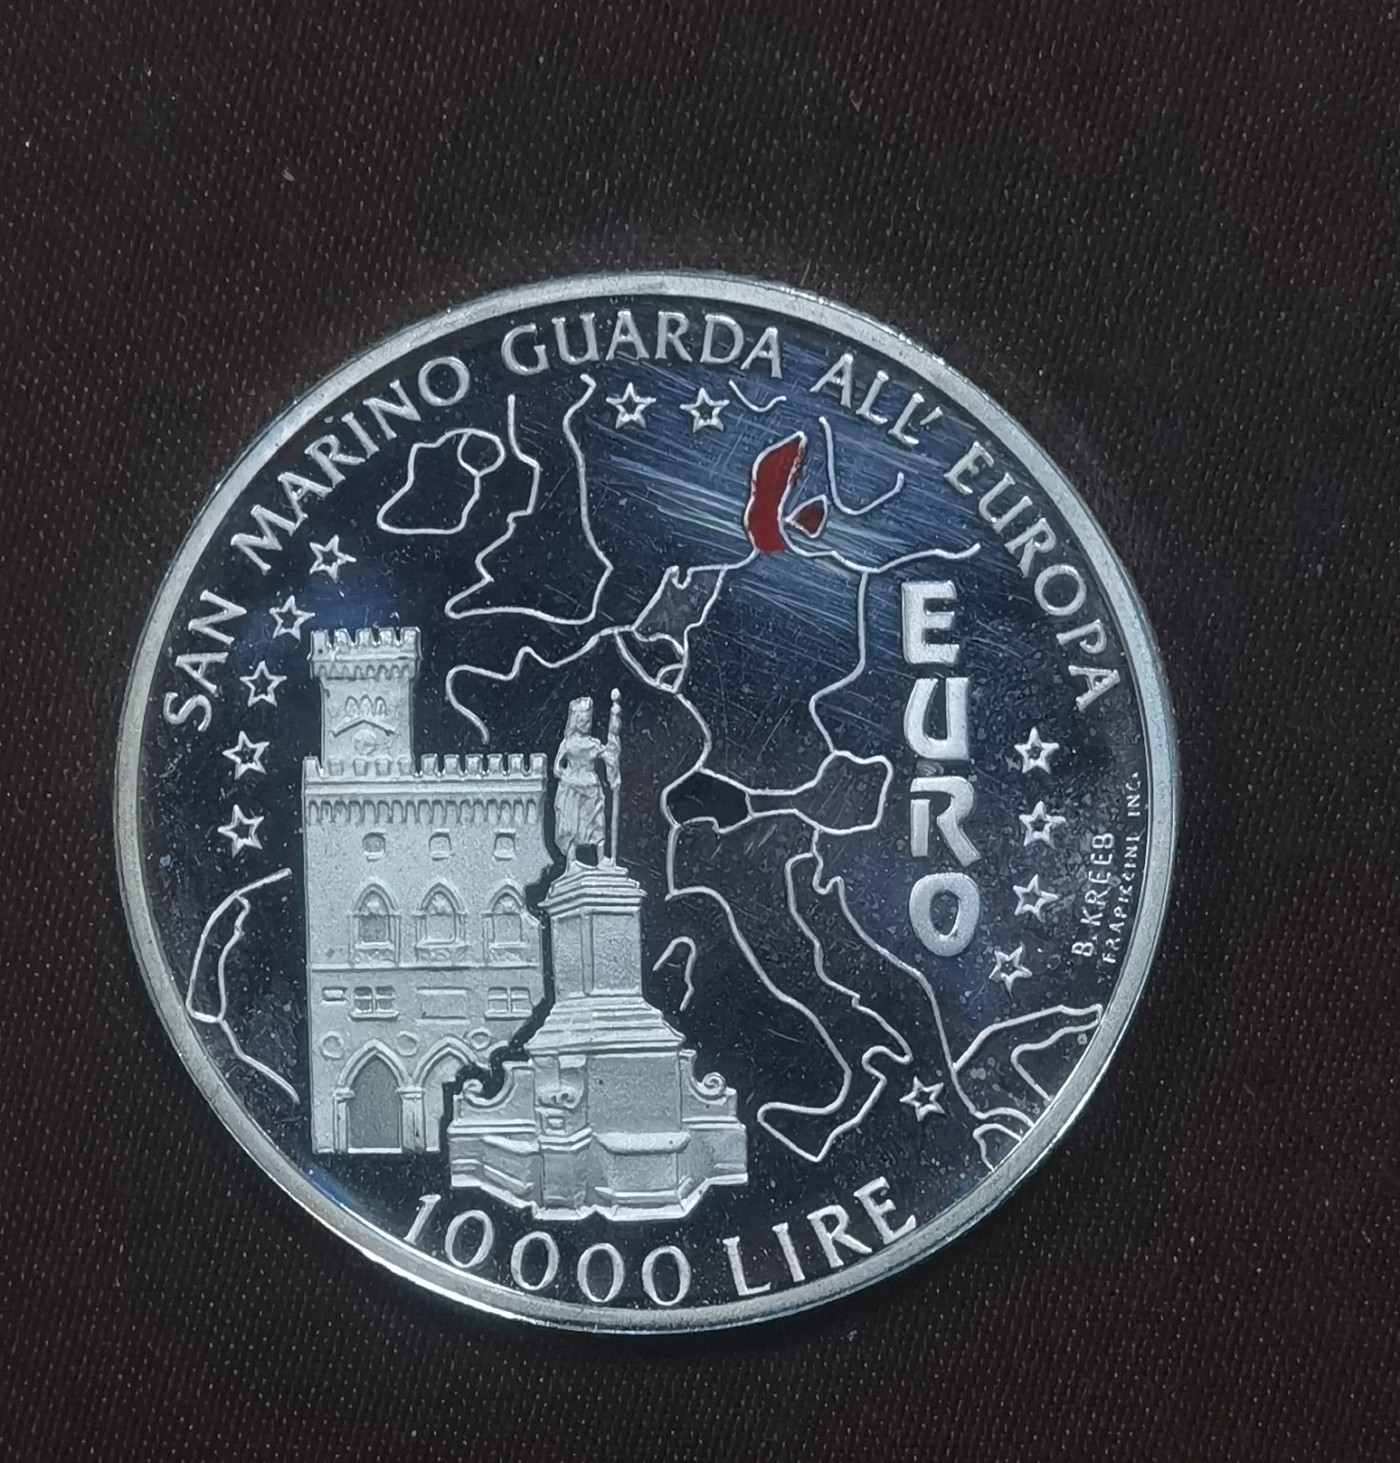 SAN MARINO GUARDA ALL' EUROPA
EURO
B. KREEB
FRAPICCINI INC.
10000 LIRE